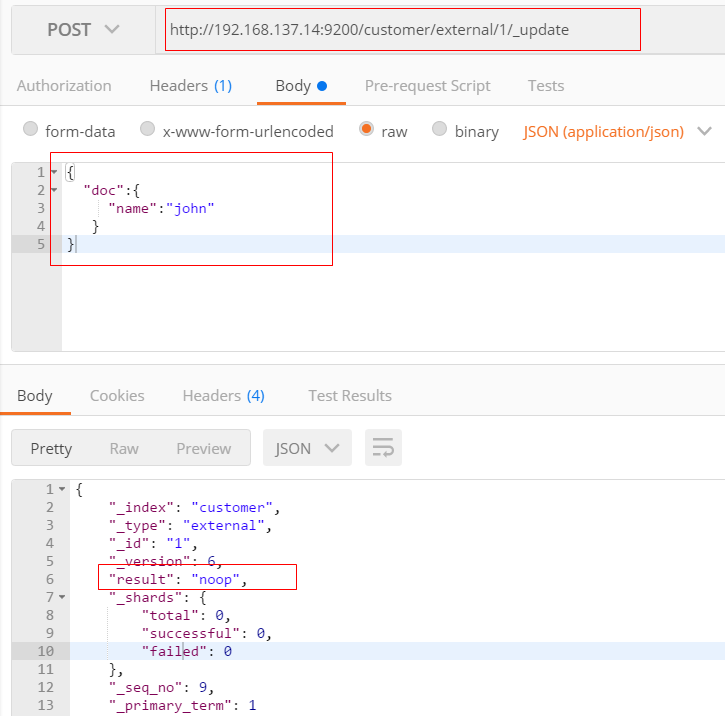 POST http://192.168.137.14:9200/customer/external/1/_update
Authorization Headers (1) Body Pre-request Script Tests
form-data x-www-form-urlencoded raw binary JSON (application/json)
1 {
2 "doc":{
3 "name":"john"
4 }
5 }
Body Cookies Headers (4) Test Results
Pretty Raw Preview JSON
1 {
2 "_index": "customer",
3 "_type": "external",
4 "_id": "1",
5 "_version": 6,
6 "result": "noop",
7 "_shards": {
8 "total": 0,
9 "successful": 0,
10 "failed": 0
11 },
12 "_seq_no": 9,
13 "_primary_term": 1